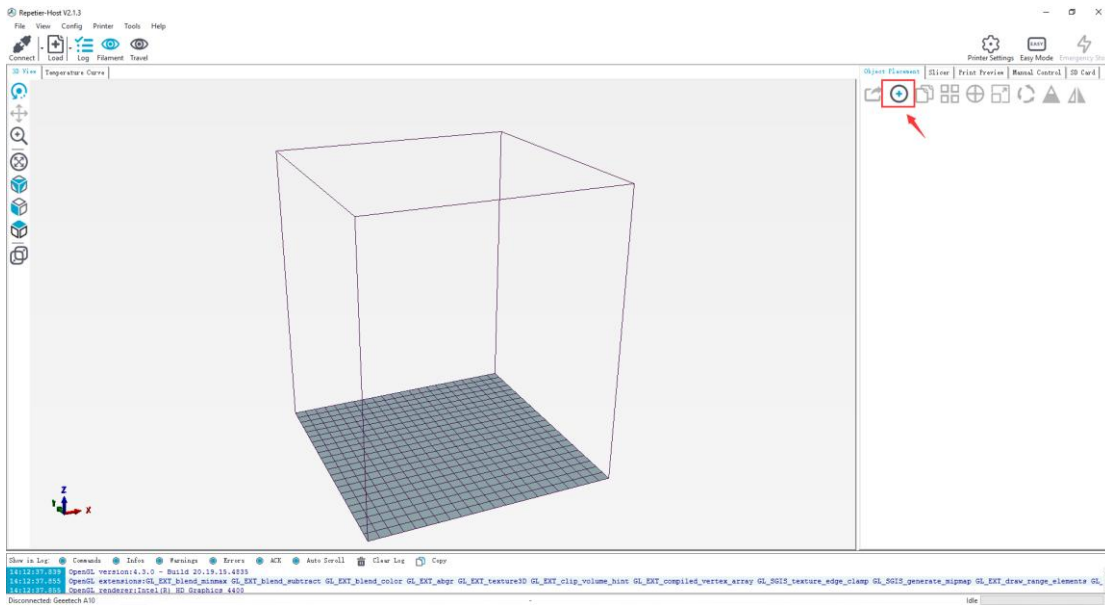 Repetier-Host V2.1.3
File View Config Printer Tools Help
Connect Load Log Filament Travel Printer Settings Easy Mode Emergency Sto
EASY
3D View Temperature Curve Object Placement Slicer Print Preview Manual Control SD Card
Z
Y
X
Show in Log: Commands Infos Warnings Errors ACK Auto Scroll Clear Log Copy
14:12:37.839 OpenGL version:4.3.0 - Build 20.19.15.4835
14:12:37.855 OpenGL extensions:GL_EXT_blend_minmax GL_EXT_blend_subtract GL_EXT_blend_color GL_EXT_abgr GL_EXT_texture3D GL_EXT_clip_volume_hint GL_EXT_compiled_vertex_array GL_SGIS_texture_edge_clamp GL_SGIS_generate_mipmap GL_EXT_draw_range_elements GL_
14:12:37.855 OpenGL renderer:Intel(R) HD Graphics 4400
Disconnected: Geeetech A10 - Idle